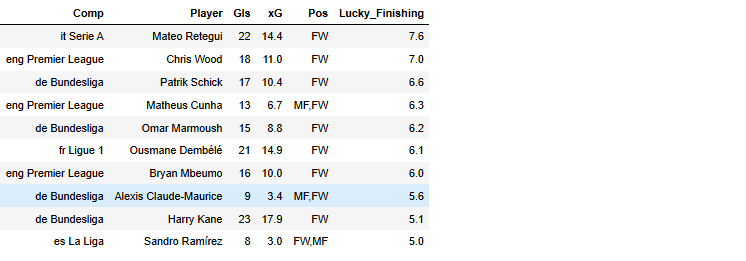 Comp Player Gls xG Pos Lucky_Finishing
it Serie A Mateo Retegui 22 14.4 FW 7.6
eng Premier League Chris Wood 18 11.0 FW 7.0
de Bundesliga Patrik Schick 17 10.4 FW 6.6
eng Premier League Matheus Cunha 13 6.7 MF,FW 6.3
de Bundesliga Omar Marmoush 15 8.8 FW 6.2
fr Ligue 1 Ousmane Dembélé 21 14.9 FW 6.1
eng Premier League Bryan Mbeumo 16 10.0 FW 6.0
de Bundesliga Alexis Claude-Maurice 9 3.4 MF,FW 5.6
de Bundesliga Harry Kane 23 17.9 FW 5.1
es La Liga Sandro Ramírez 8 3.0 FW,MF 5.0